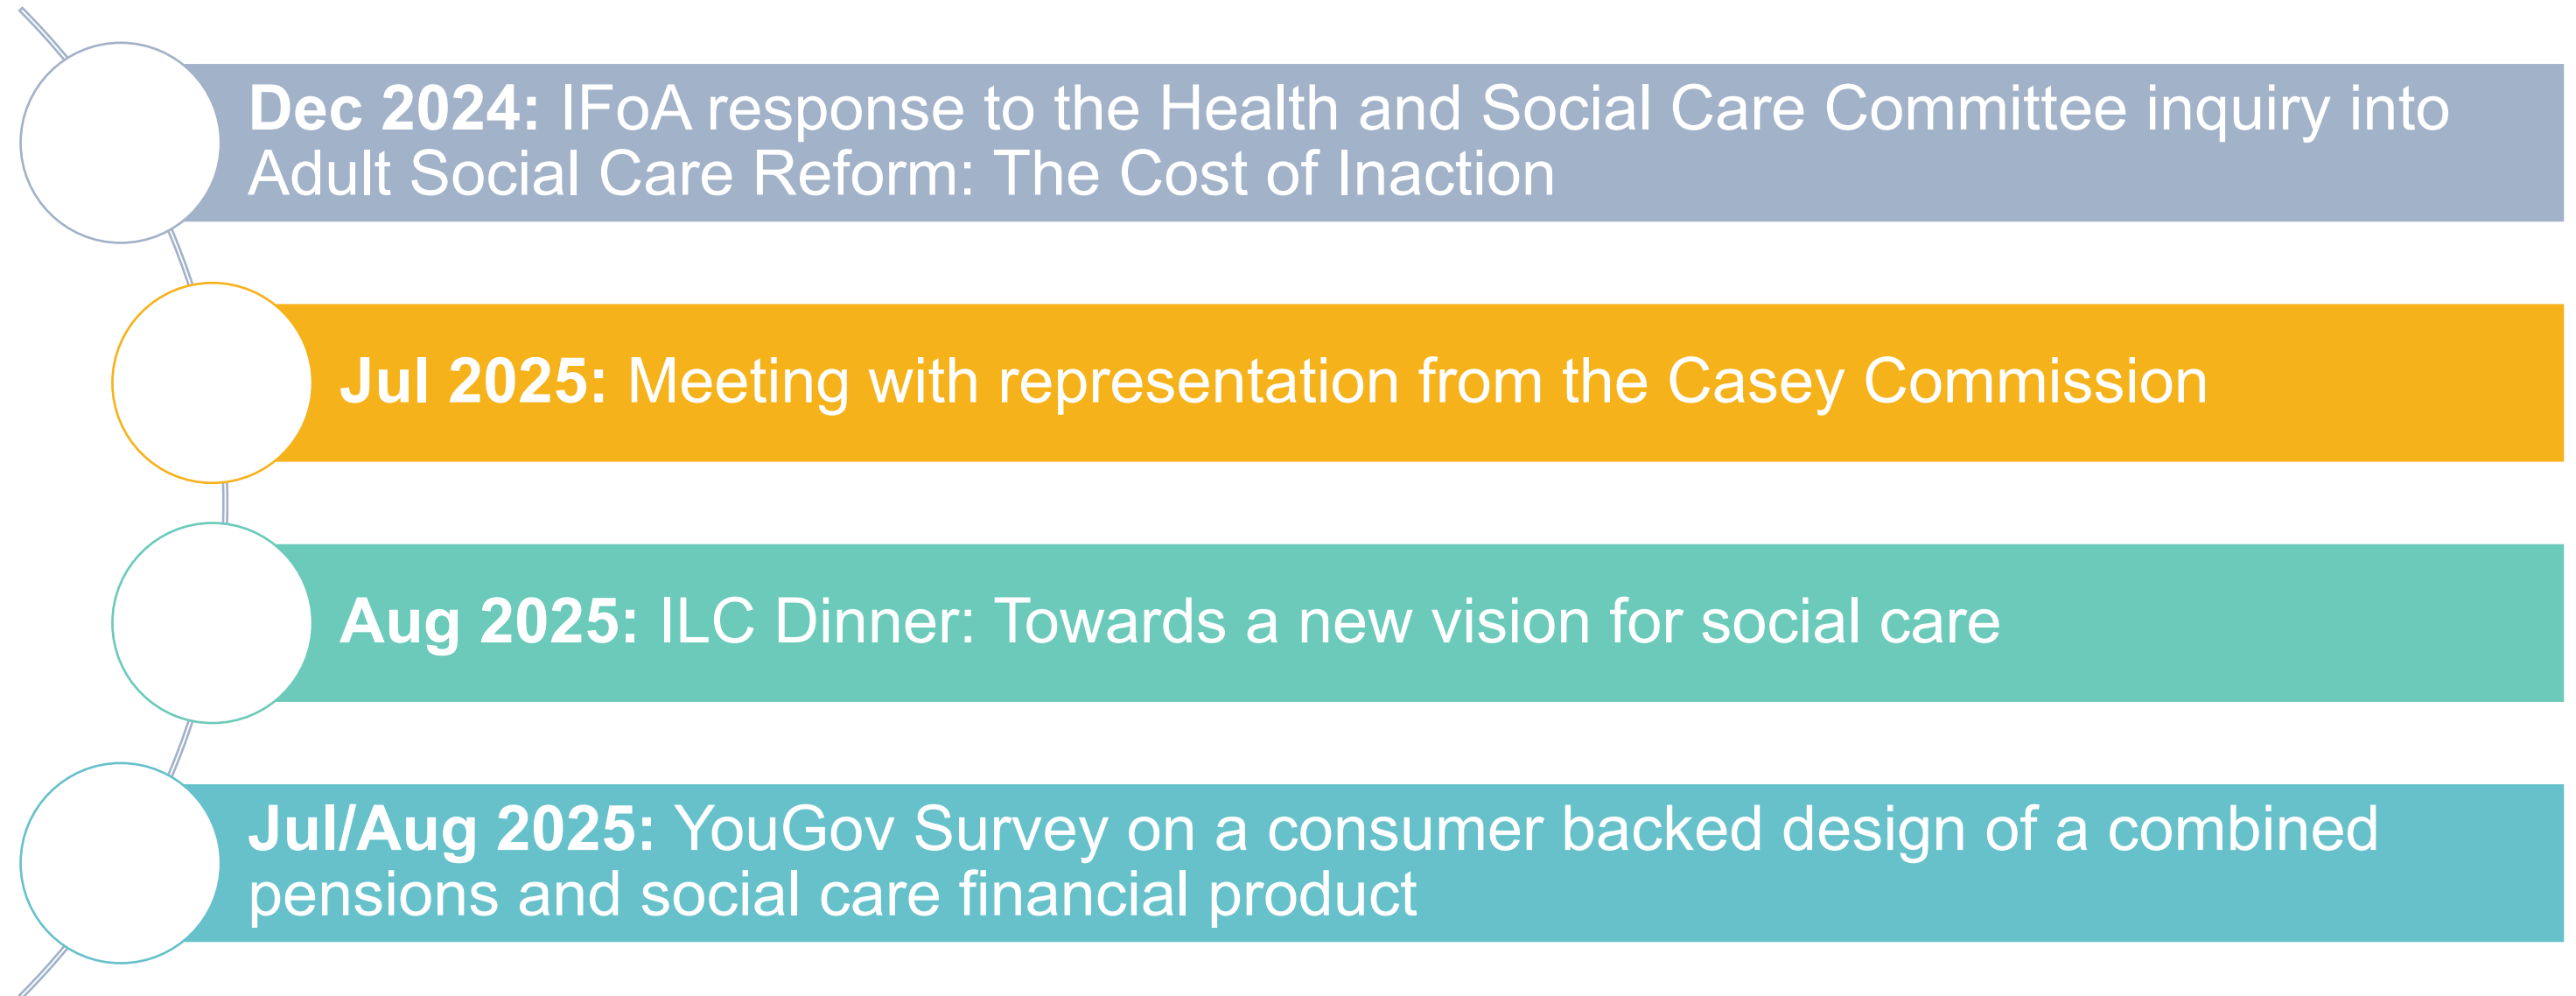 Dec 2024: IFoA response to the Health and Social Care Committee inquiry into
Adult Social Care Reform: The Cost of Inaction
Jul 2025: Meeting with representation from the Casey Commission
Aug 2025: ILC Dinner: Towards a new vision for social care
Jul/Aug 2025: YouGov Survey on a consumer backed design of a combined
pensions and social care financial product